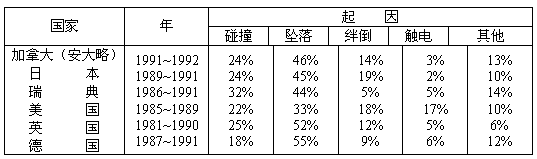 国家 年 起 因
碰撞 坠落 绊倒 触电 其他
加拿大（安大略） 1991~1992 24% 46% 14% 3% 13%
日 本 1989~1991 24% 45% 19% 2% 10%
瑞 典 1986~1991 32% 44% 5% 5% 14%
美 国 1985~1989 22% 33% 18% 17% 10%
英 国 1981~1990 25% 52% 12% 5% 6%
德 国 1987~1991 18% 55% 9% 6% 12%